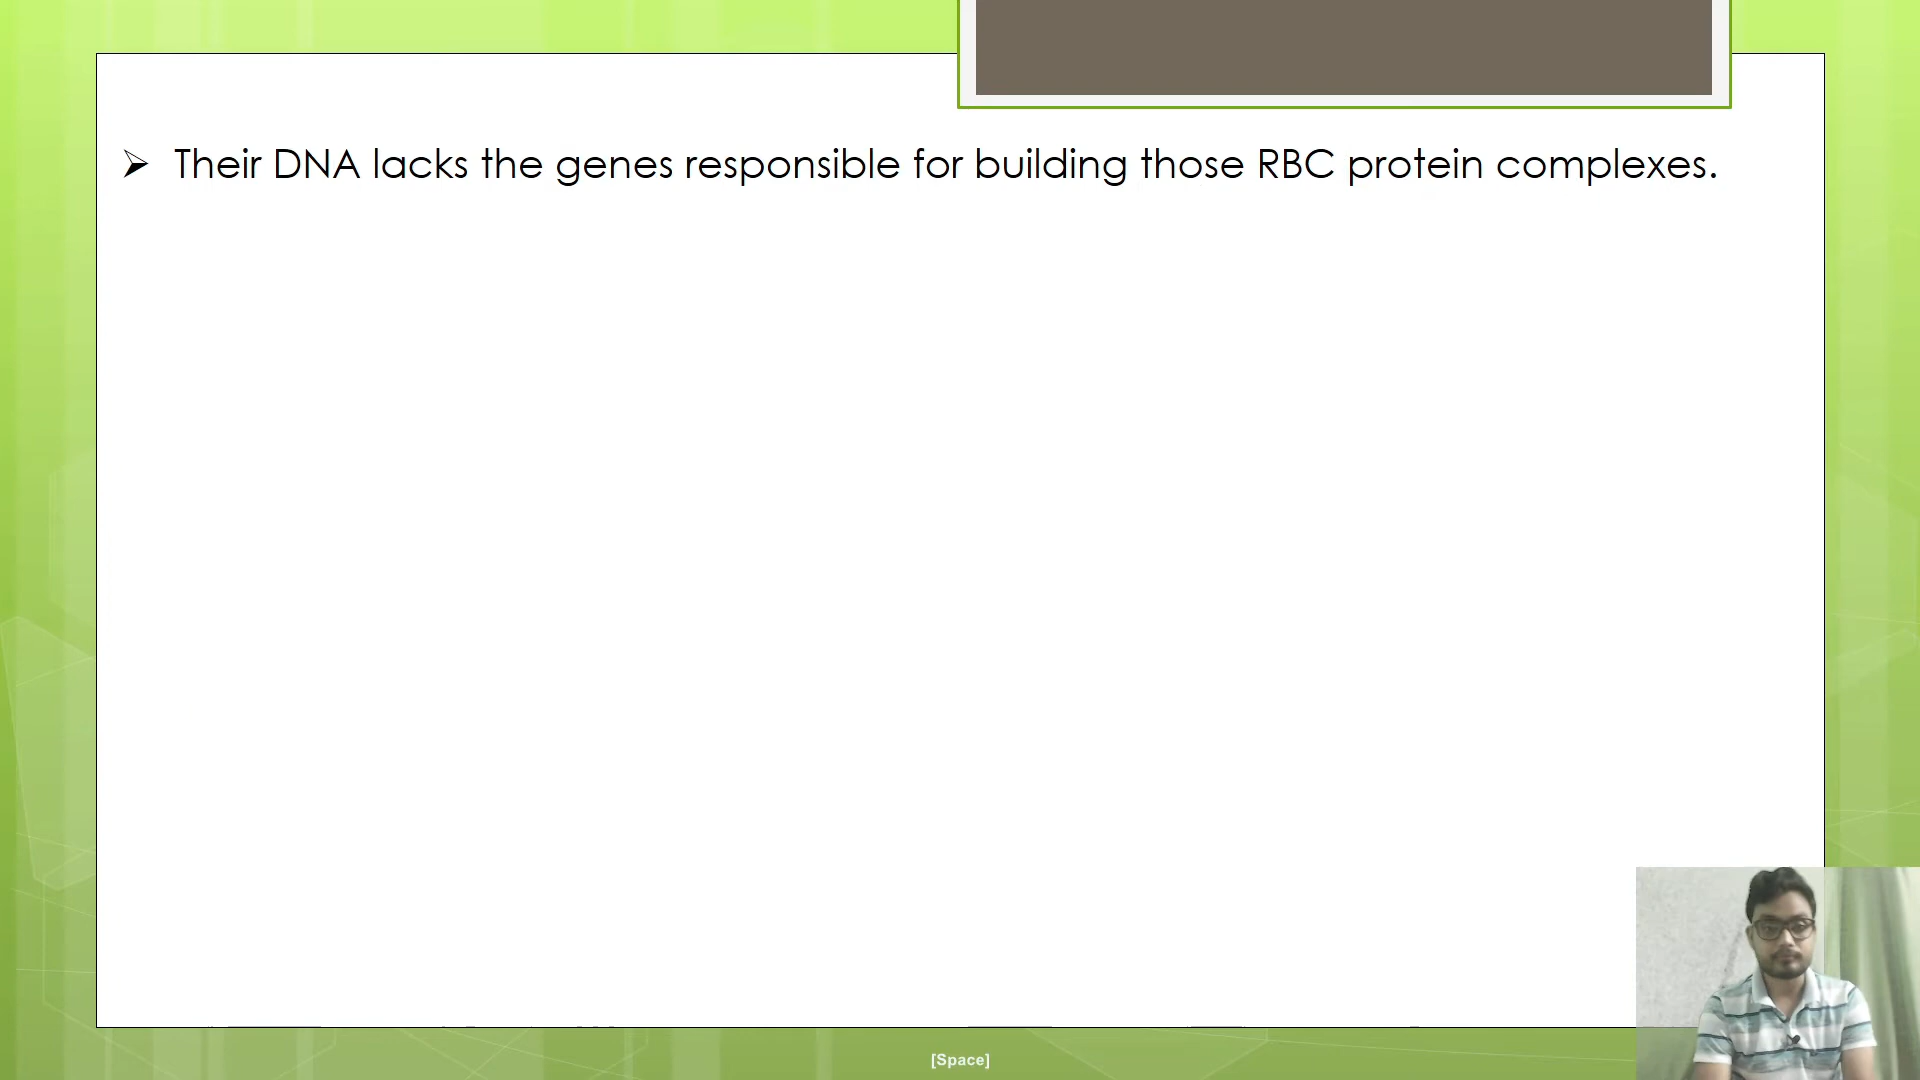 ➢ Their DNA lacks the genes responsible for building those RBC protein complexes.
[Space]